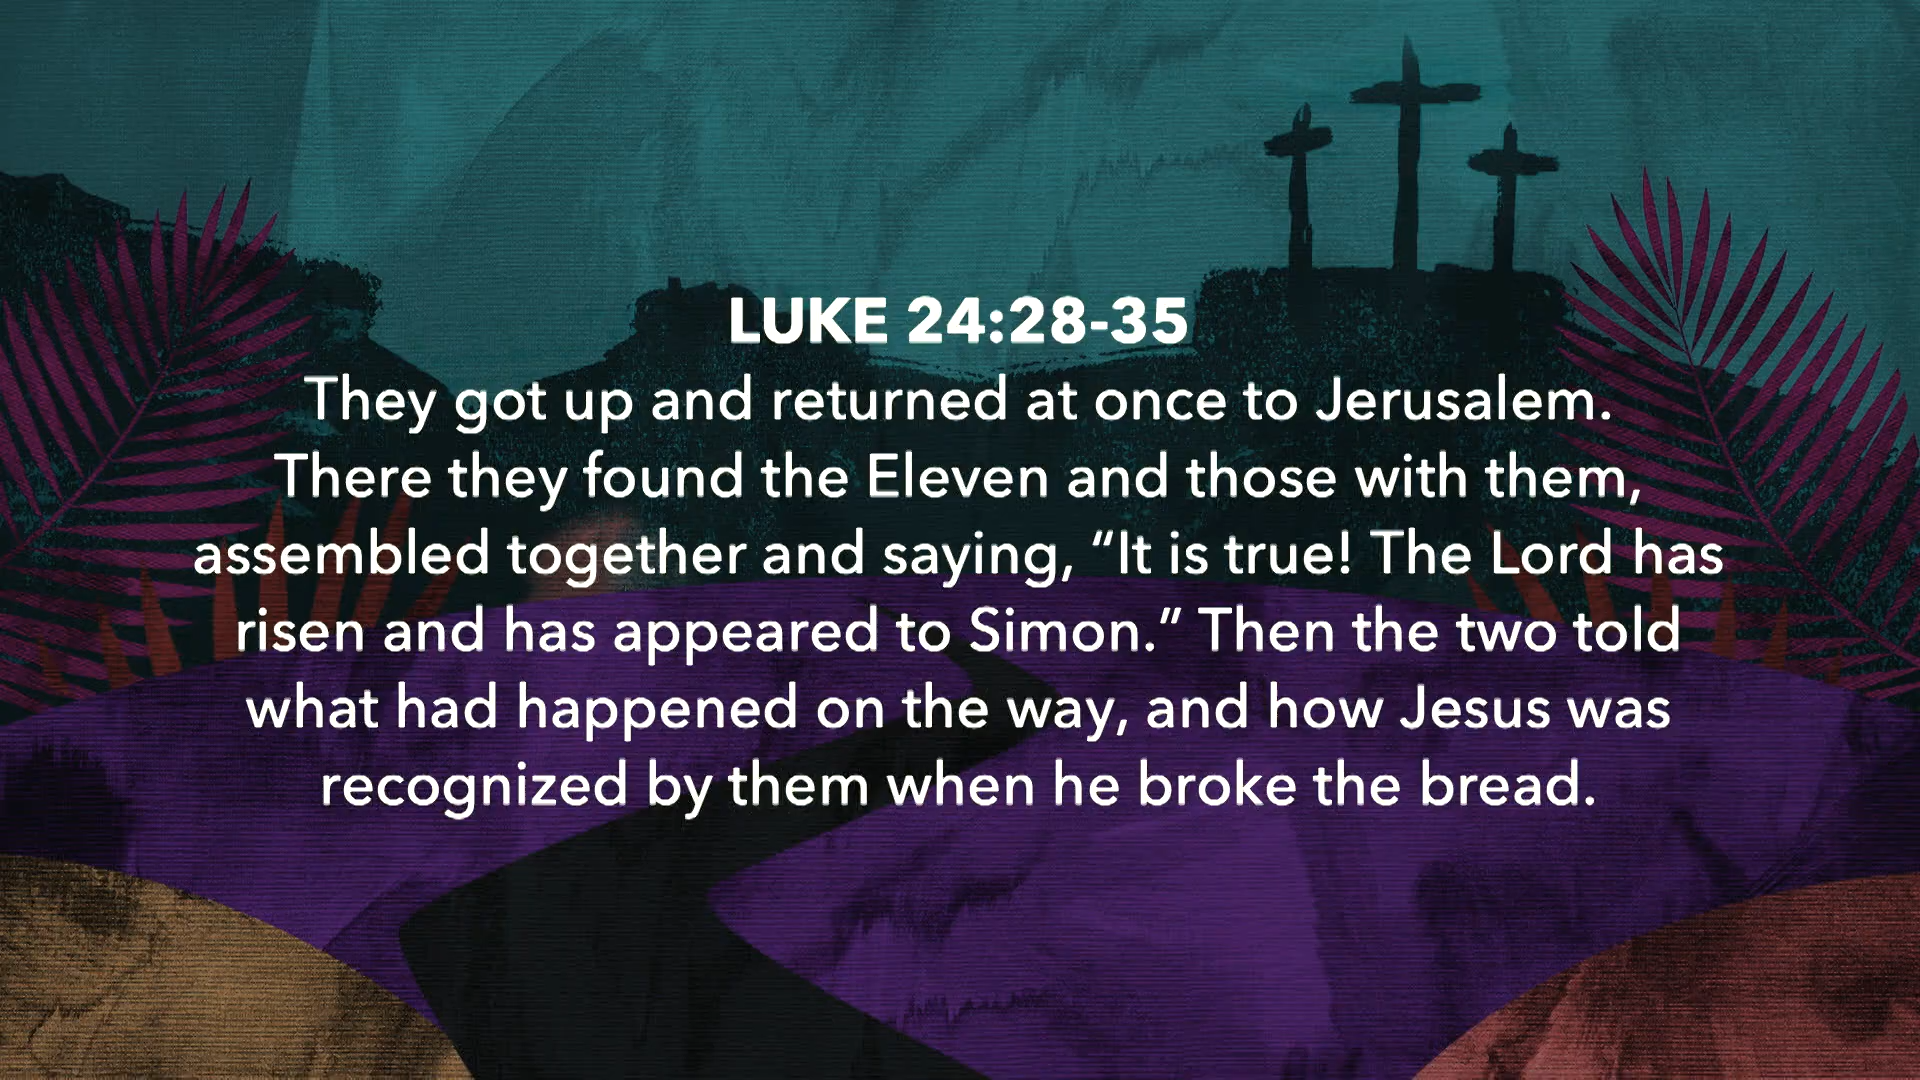 LUKE 24:28-35
They got up and returned at once to Jerusalem.
There they found the Eleven and those with them,
assembled together and saying, “It is true! The Lord has
risen and has appeared to Simon.” Then the two told
what had happened on the way, and how Jesus was
recognized by them when he broke the bread.